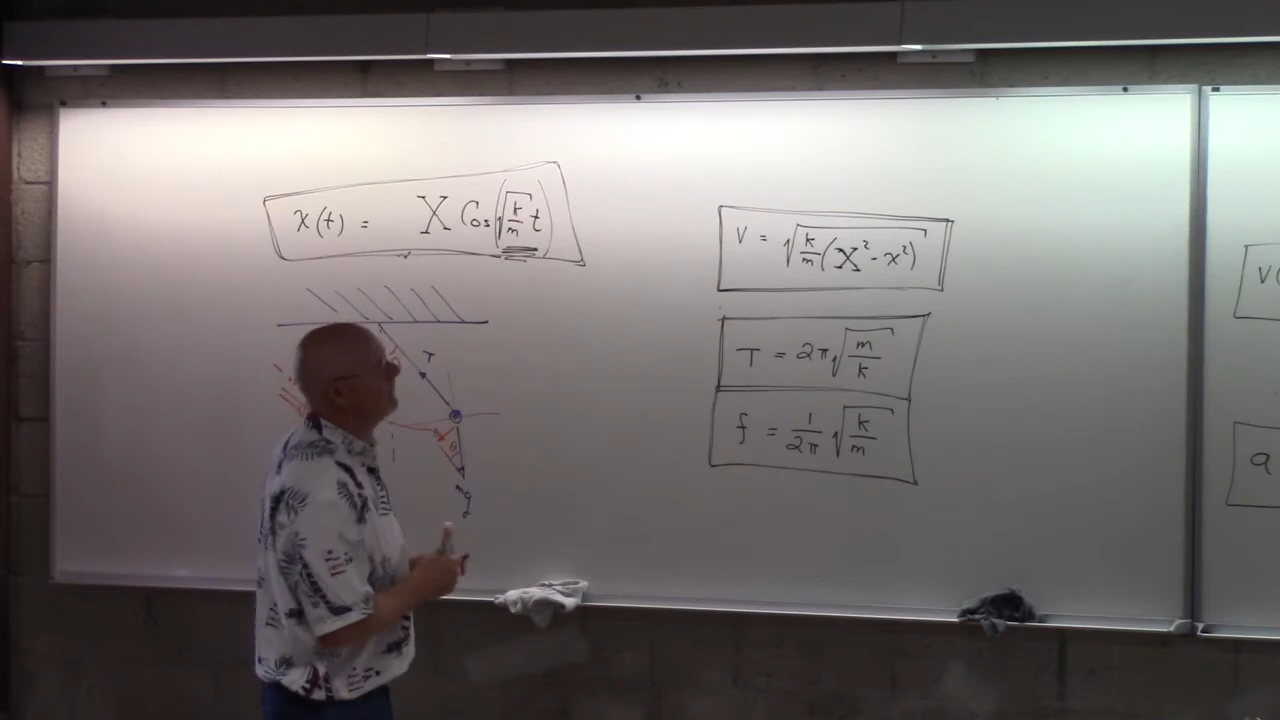 x(t) = X Cos(√(k/m) t)
T
θ
mg
v = √(k/m (X² - x²))
T = 2π √(m/k)
f = 1/2π √(k/m)
v(
a